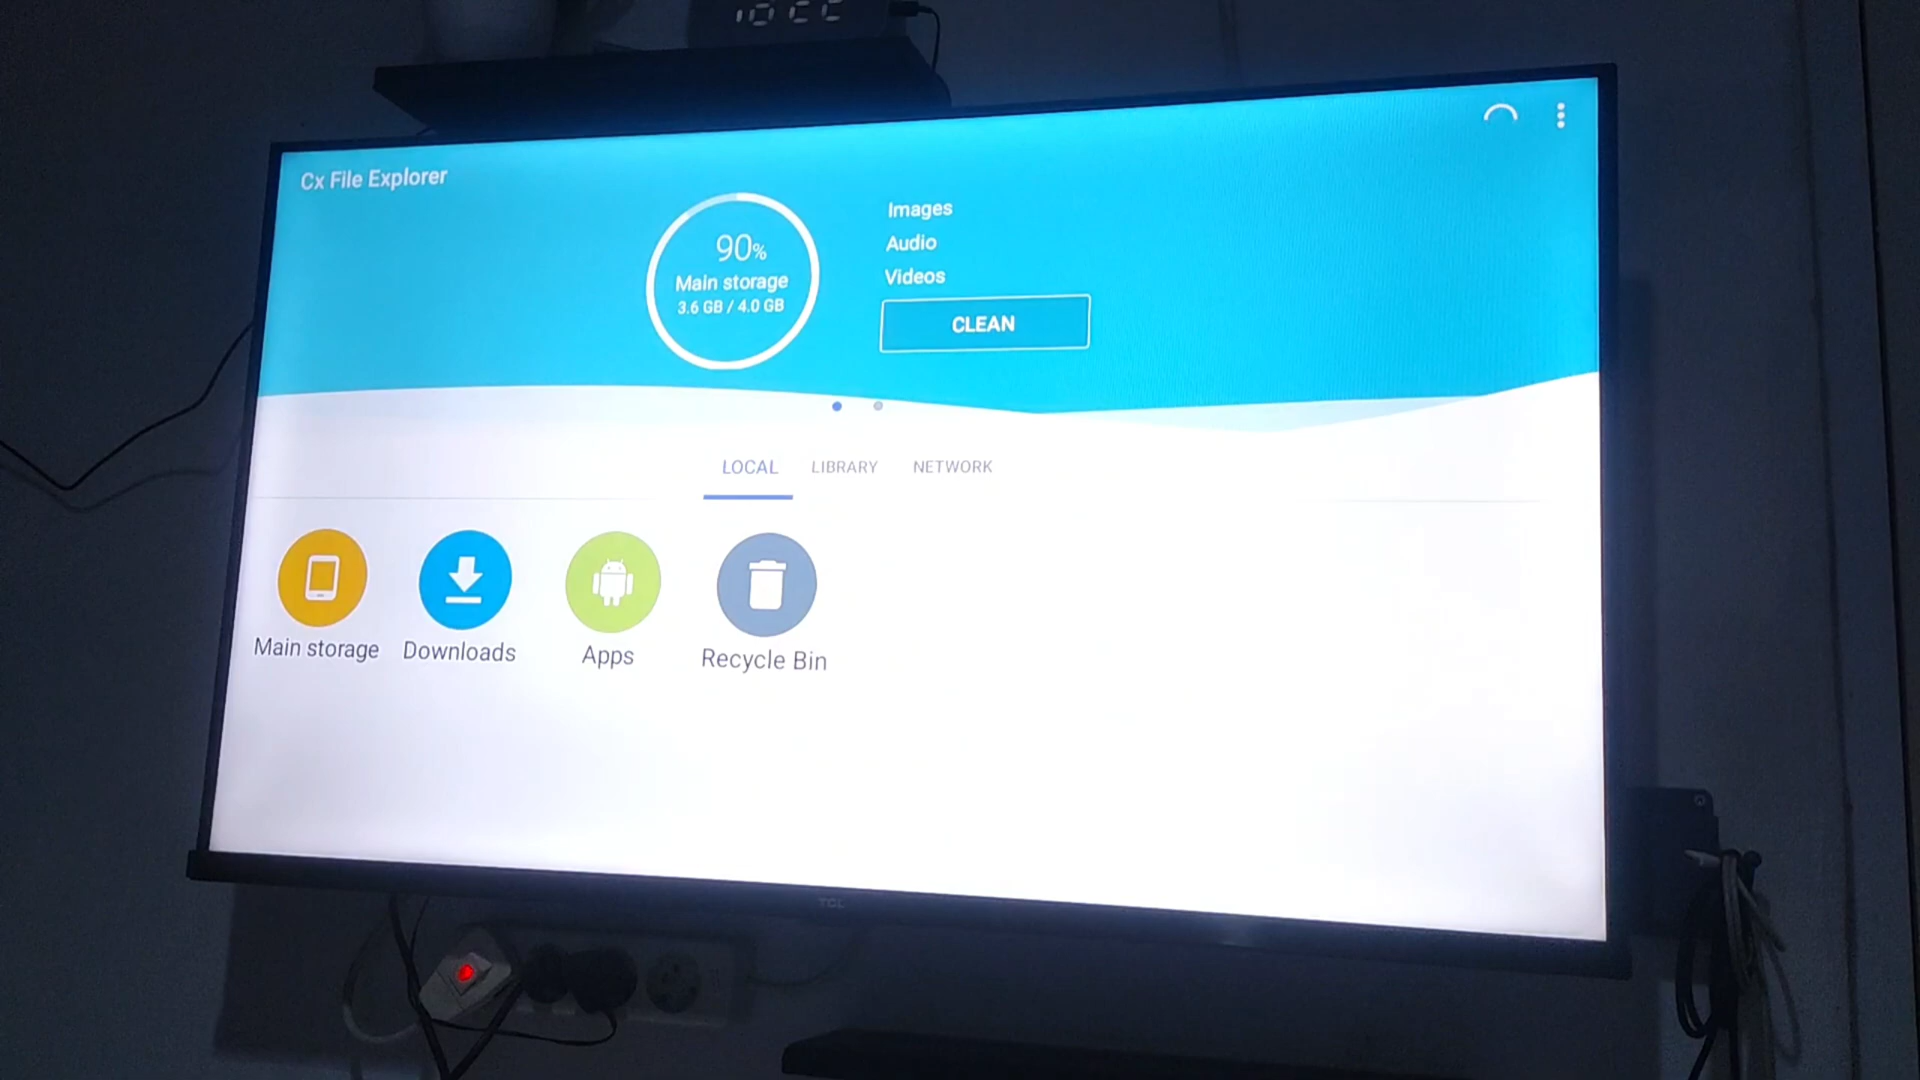 Cx File Explorer
90%
Main storage
3.6 GB / 4.0 GB
Images
Audio
Videos
CLEAN
LOCAL
LIBRARY
NETWORK
Main storage
Downloads
Apps
Recycle Bin
TCL